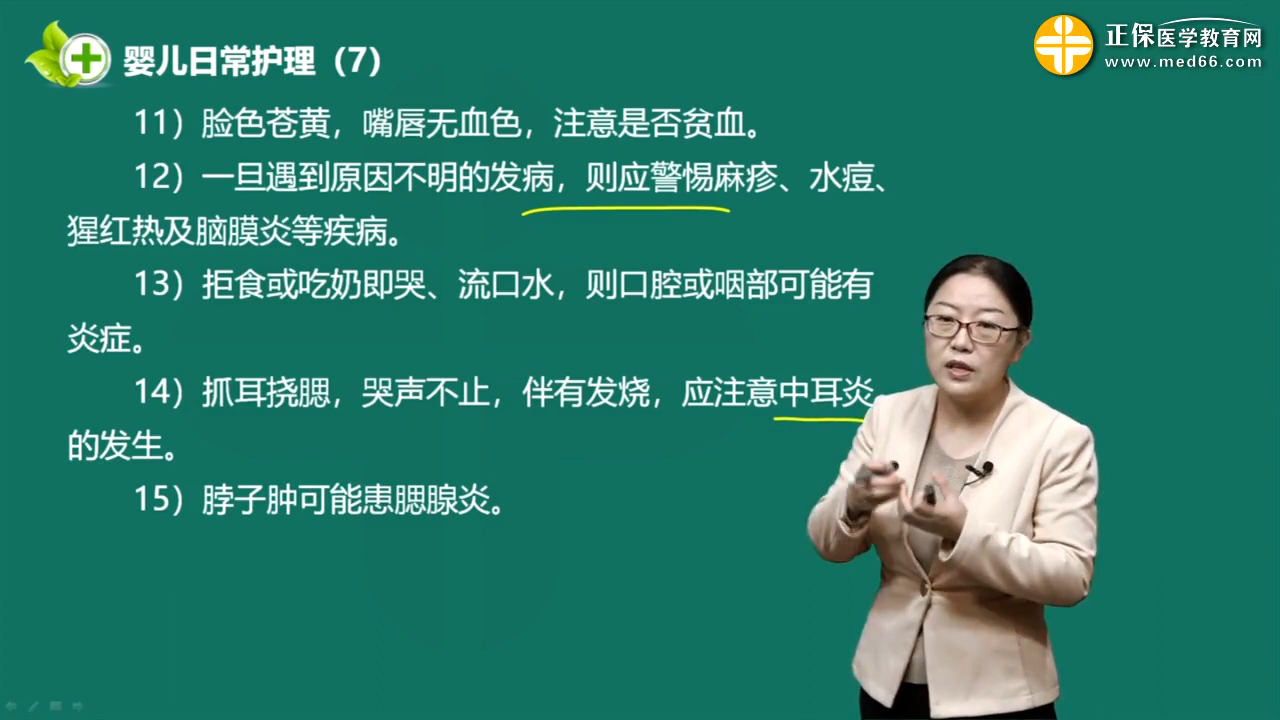 婴儿日常护理（7）
正保医学教育网
www.med66.com
11）脸色苍黄，嘴唇无血色，注意是否贫血。
12）一旦遇到原因不明的发病，则应警惕麻疹、水痘、
猩红热及脑膜炎等疾病。
13）拒食或吃奶即哭、流口水，则口腔或咽部可能有
炎症。
14）抓耳挠腮，哭声不止，伴有发烧，应注意中耳炎
的发生。
15）脖子肿可能患腮腺炎。